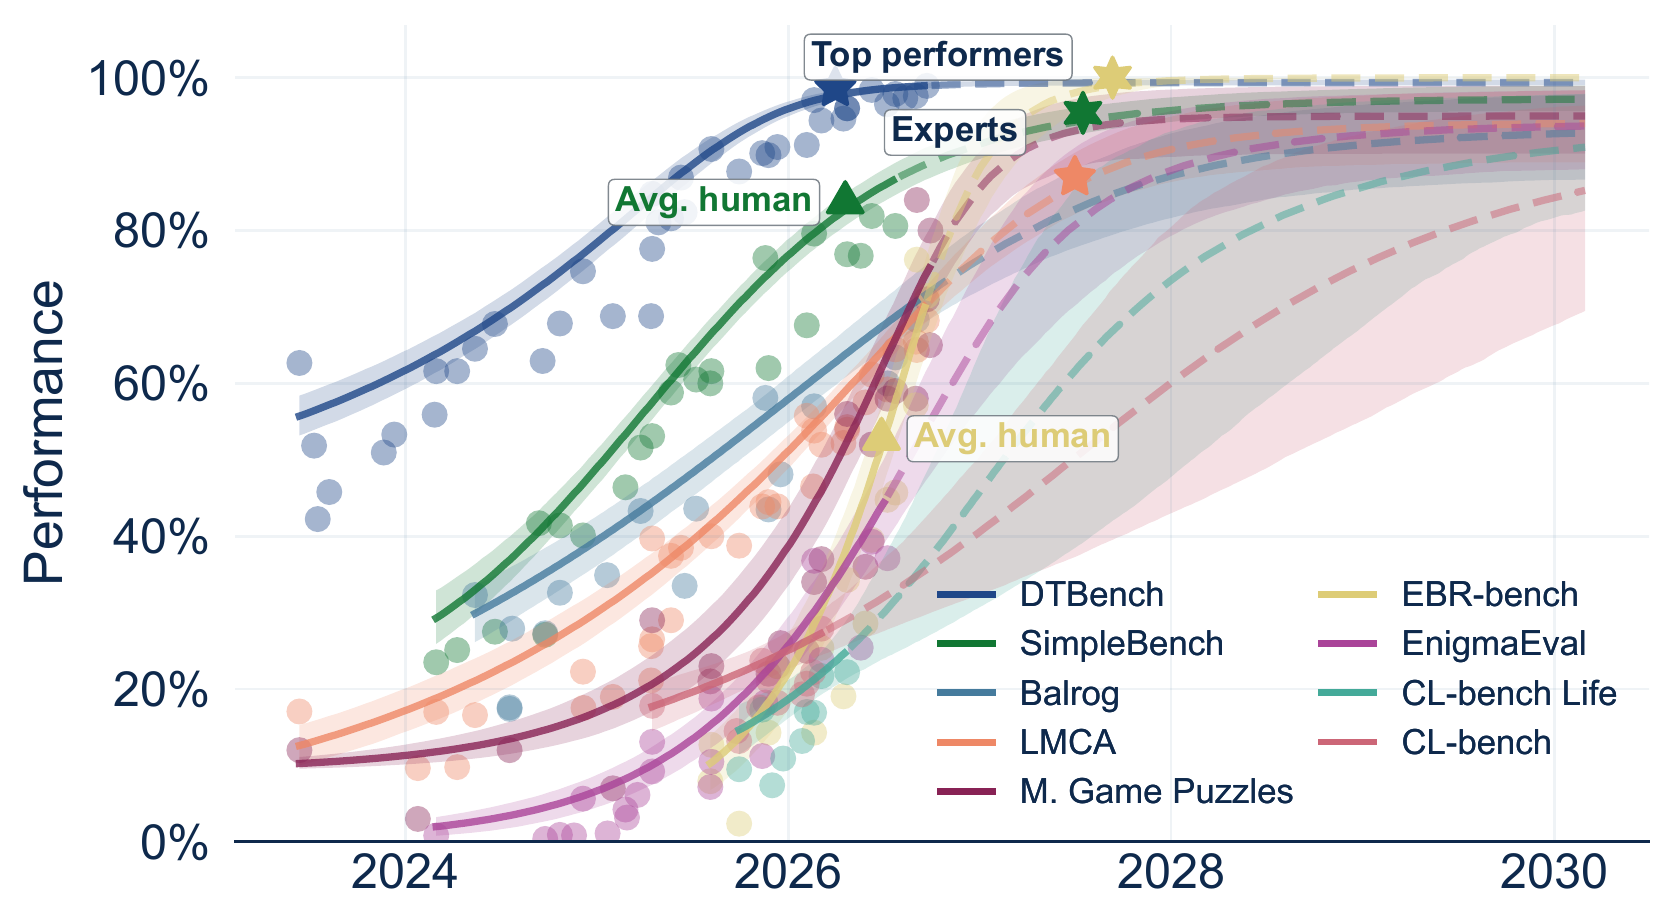 Performance
100%
80%
60%
40%
20%
0%
2024
2026
2028
2030
Top performers
Experts
Avg. human
Avg. human
DTBench
SimpleBench
Balrog
LMCA
M. Game Puzzles
EBR-bench
EnigmaEval
CL-bench Life
CL-bench